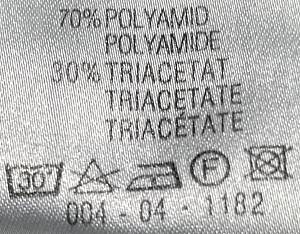 70% POLYAMID
POLYAMIDE
30% TRIACETAT
TRIACETATE
TRIACÉTATE
30° F
004 - 04 - 1182